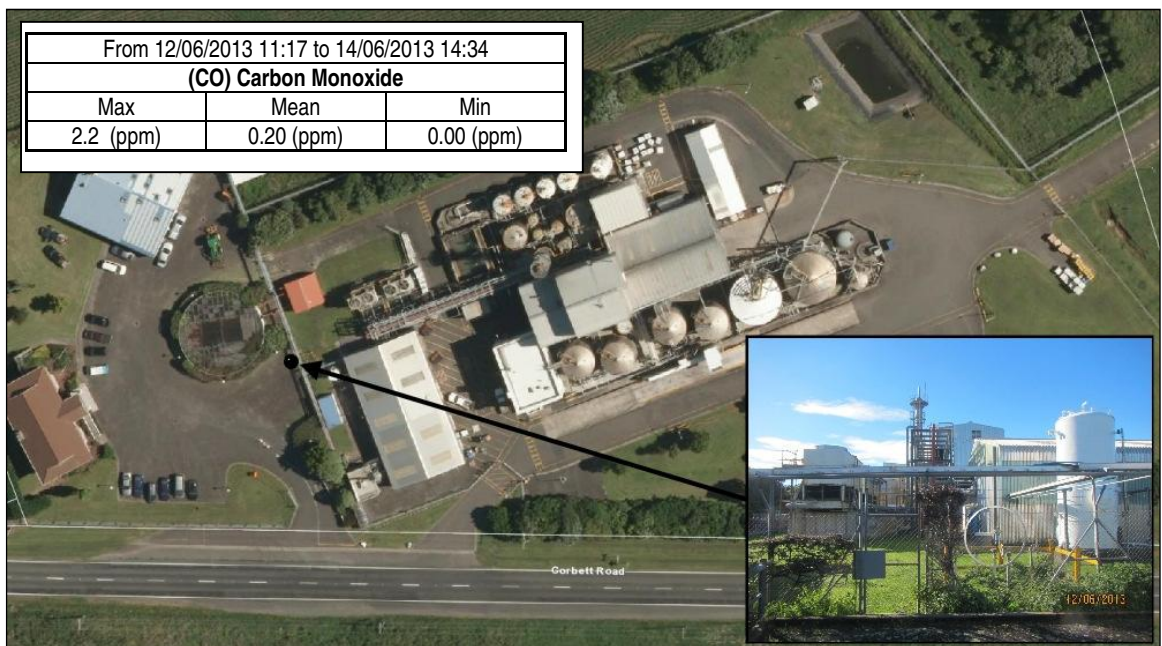 From 12/06/2013 11:17 to 14/06/2013 14:34
(CO) Carbon Monoxide
Max Mean Min
2.2 (ppm) 0.20 (ppm) 0.00 (ppm)
Corbett Road
12/06/2013